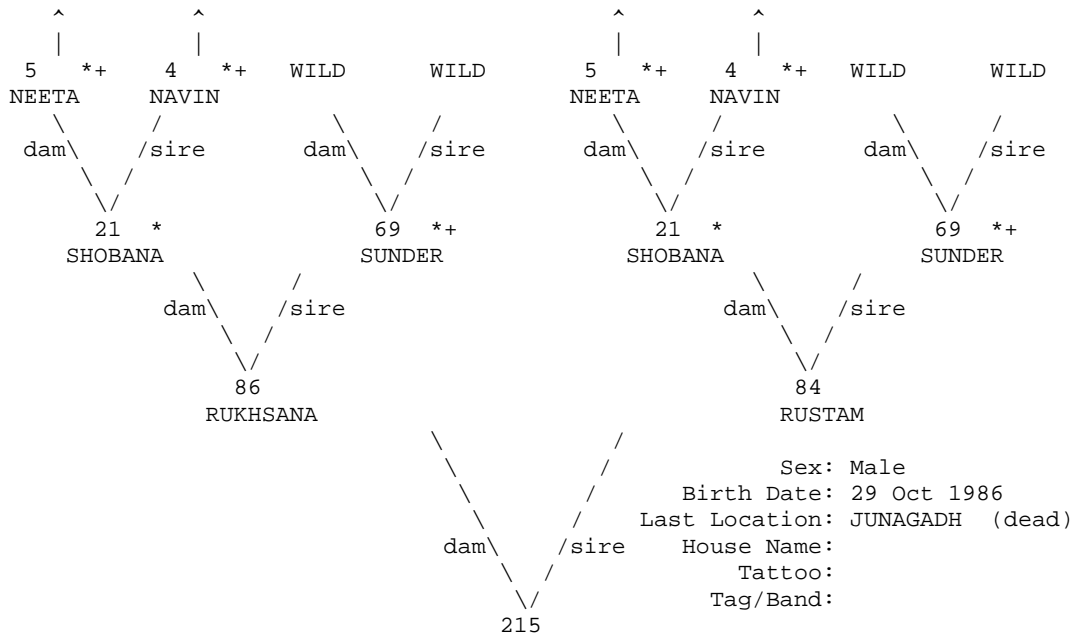 ^ ^ ^ ^
| | | |
5 *+ 4 *+ WILD WILD 5 *+ 4 *+ WILD WILD
NEETA NAVIN NEETA NAVIN
\ / \ / \ / \ /
dam\ /sire dam\ /sire dam\ /sire dam\ /sire
\ / \ / \ / \ /
\/ \/ \/ \/
21 * 69 *+ 21 * 69 *+
SHOBANA SUNDER SHOBANA SUNDER
\ / \ /
dam\ /sire dam\ /sire
\ / \ /
\/ \/
86 84
RUKHSANA RUSTAM
\ /
\ / Sex: Male
\ / Birth Date: 29 Oct 1986
\ / Last Location: JUNAGADH (dead)
dam\ /sire House Name:
\ / Tattoo:
\/ Tag/Band:
215